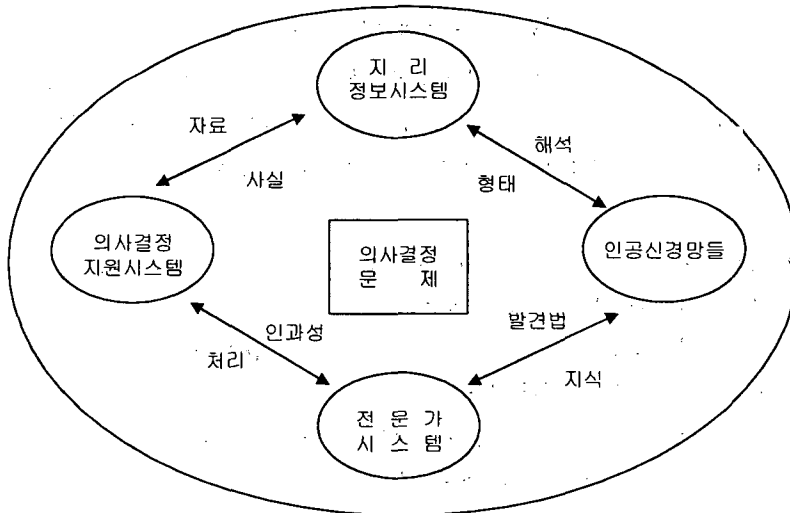 지 리
정보시스템
자료
해석
사실
형태
의사결정
지원시스템
의사결정
문 제
인공신경망들
인과성
발견법
처리
지식
전 문 가
시 스 템